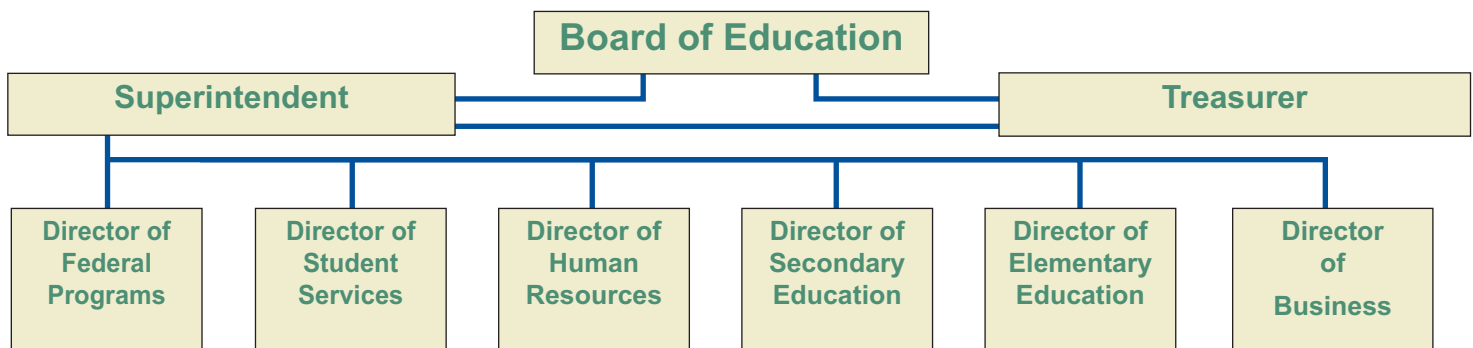 Board of Education
Superintendent
Treasurer
Director of
Federal
Programs
Director of
Student
Services
Director of
Human
Resources
Director of
Secondary
Education
Director of
Elementary
Education
Director
of
Business